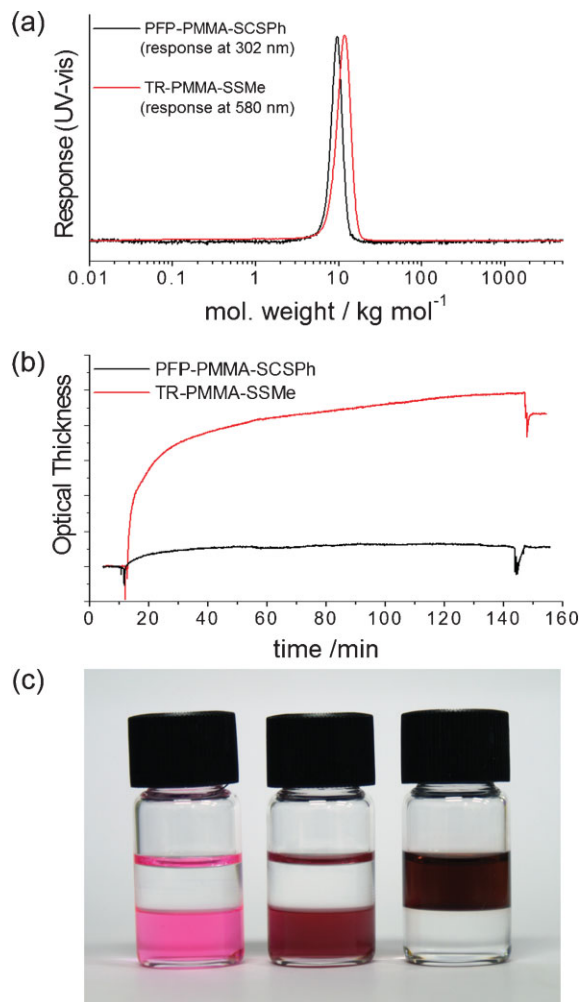 (a)
PFP-PMMA-SCSPh
(response at 302 nm)
TR-PMMA-SSMe
(response at 580 nm)
Response (UV-vis)
0.01 0.1 1 10 100 1000
mol. weight / kg mol⁻¹
(b)
PFP-PMMA-SCSPh
TR-PMMA-SSMe
Optical Thickness
0 20 40 60 80 100 120 140 160
time /min
(c)